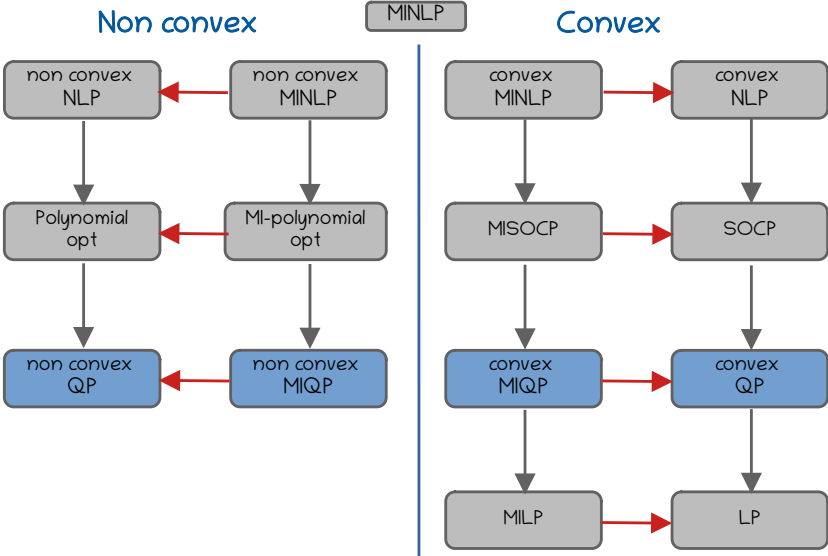 MINLP
Non convex
Convex
non convex
NLP
non convex
MINLP
convex
MINLP
convex
NLP
Polynomial
opt
MI-polynomial
opt
MISOCP
SOCP
non convex
QP
non convex
MIQP
convex
MIQP
convex
QP
MILP
LP